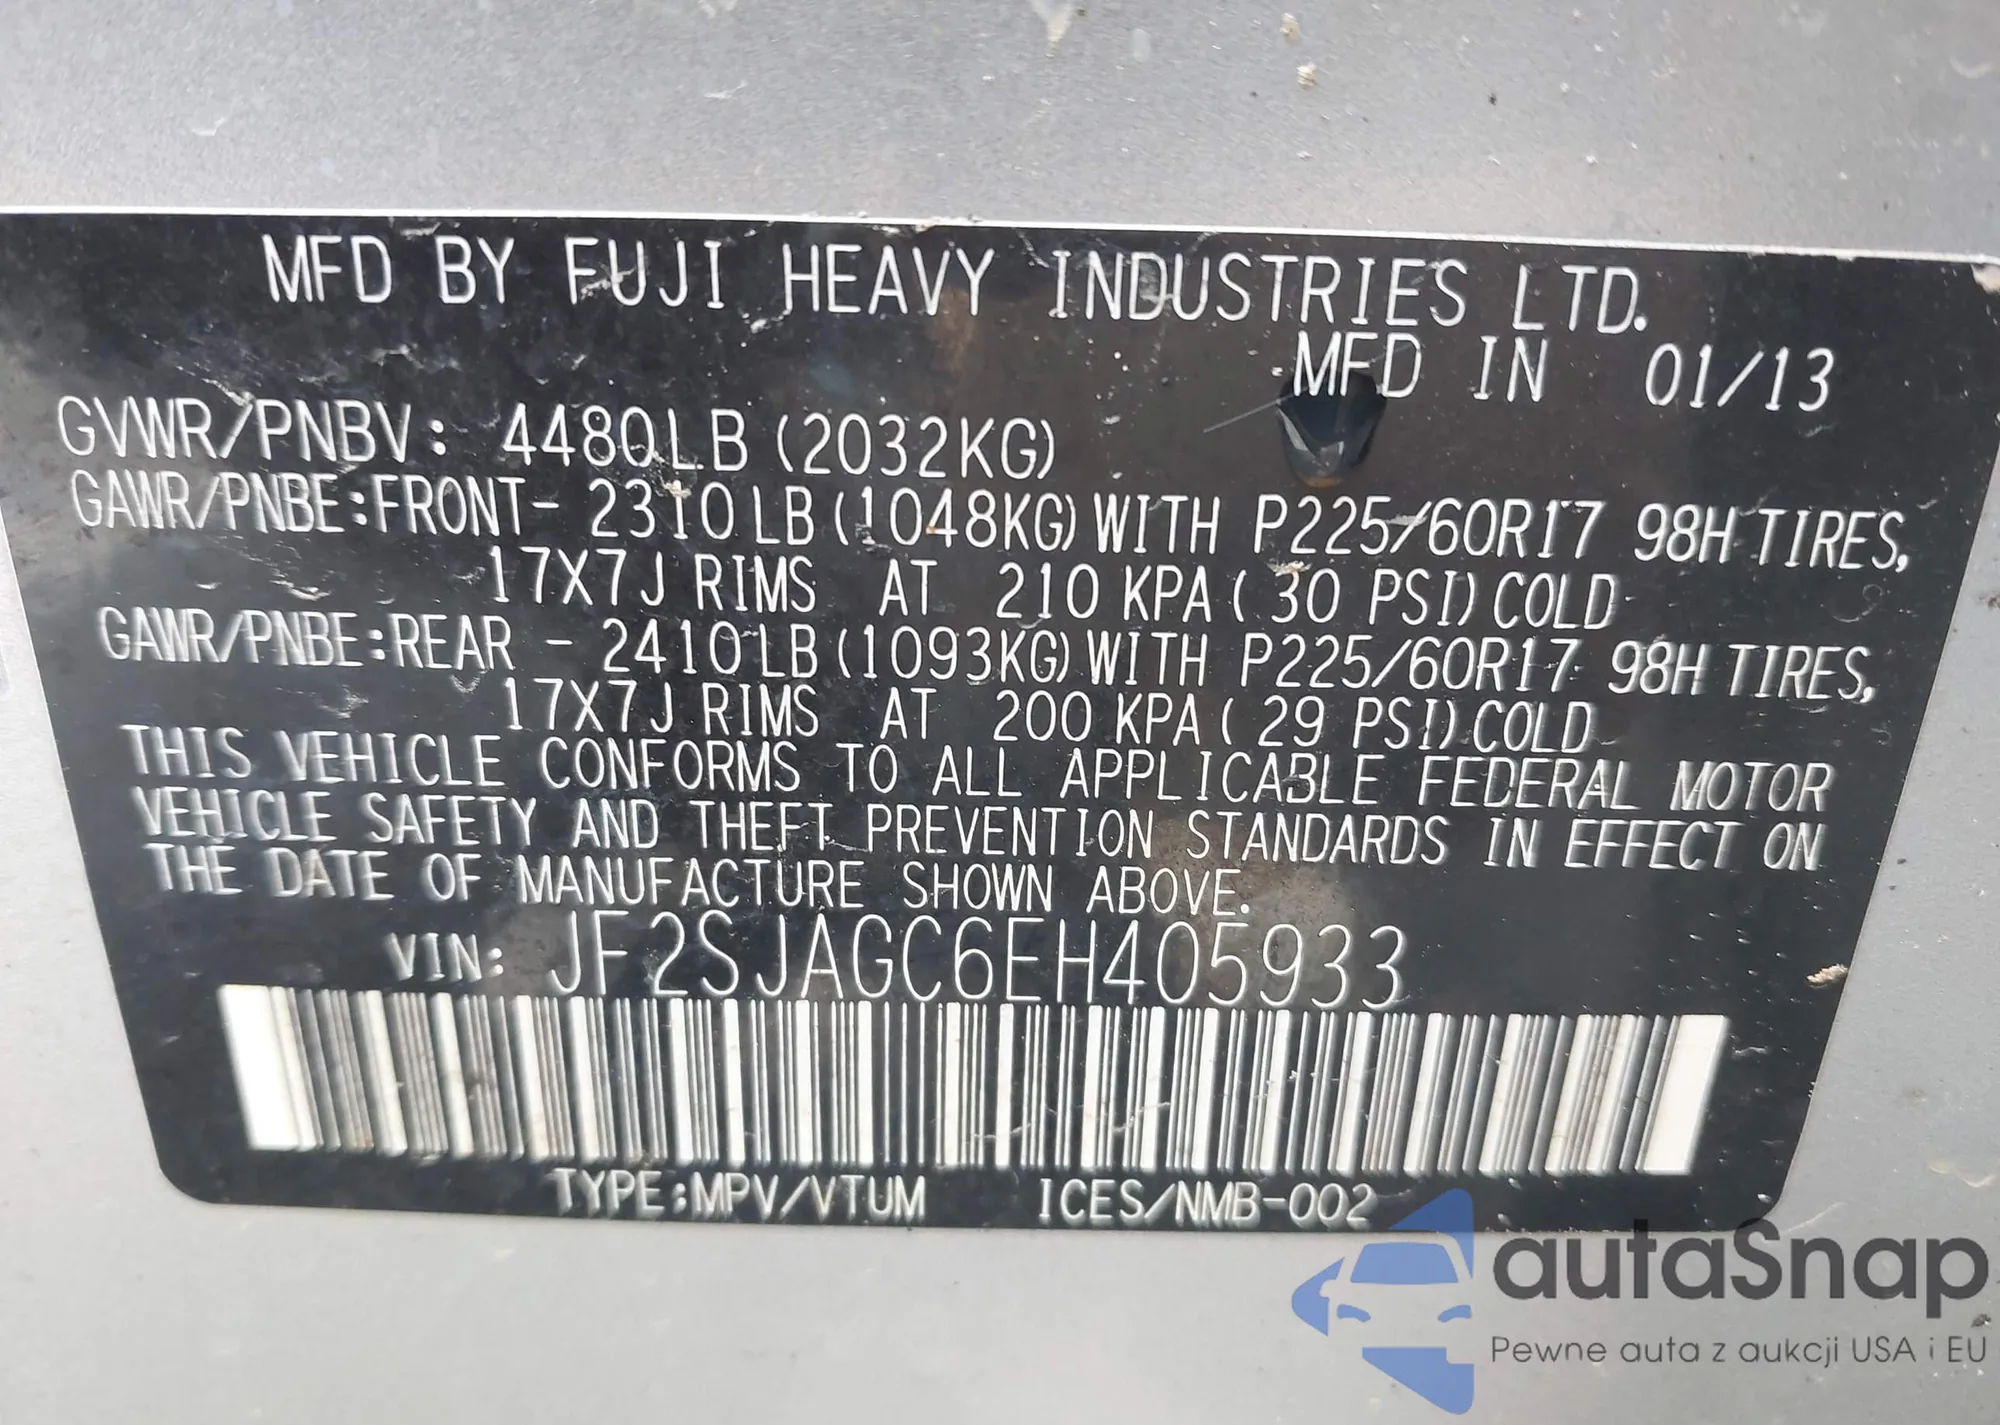 MFD BY FUJI HEAVY INDUSTRIES LTD.
MFD IN 01/13
GVWR/PNBV: 4480LB (2032KG)
GAWR/PNBE:FRONT- 2310LB (1048KG) WITH P225/60R17 98H TIRES,
17X7J RIMS AT 210 KPA ( 30 PSI) COLD
GAWR/PNBE:REAR - 2410LB (1093KG) WITH P225/60R17 98H TIRES,
17X7J RIMS AT 200 KPA ( 29 PSI) COLD
THIS VEHICLE CONFORMS TO ALL APPLICABLE FEDERAL MOTOR
VEHICLE SAFETY AND THEFT PREVENTION STANDARDS IN EFFECT ON
THE DATE OF MANUFACTURE SHOWN ABOVE.
VIN: JF2SJAGC6EH405933
TYPE:MPV/VTUM ICES/NMB-002
autaSnap
Pewne auta z aukcji USA i EU